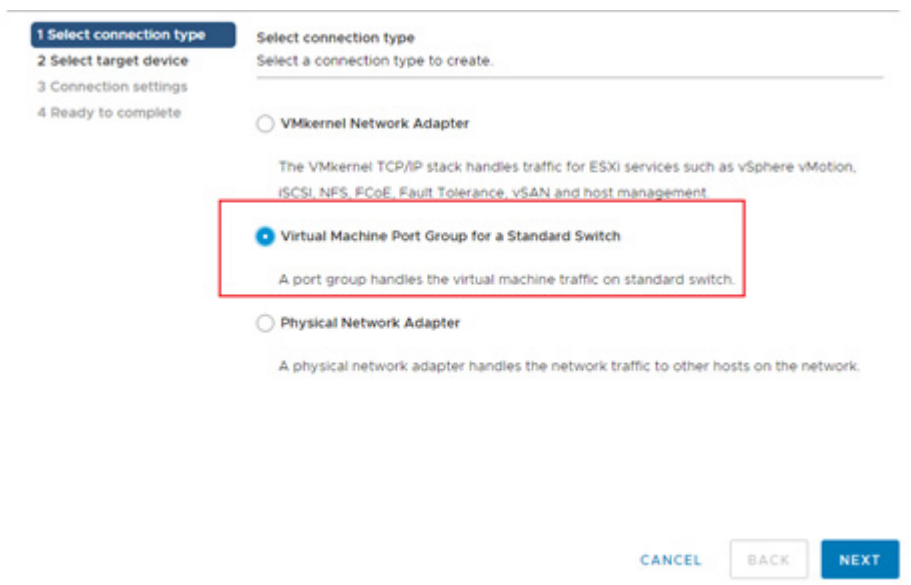 1 Select connection type
2 Select target device
3 Connection settings
4 Ready to complete
Select connection type
Select a connection type to create.
VMkernel Network Adapter
The VMkernel TCP/IP stack handles traffic for ESXi services such as vSphere vMotion,
iSCSI, NFS, FCoE, Fault Tolerance, vSAN and host management.
Virtual Machine Port Group for a Standard Switch
A port group handles the virtual machine traffic on standard switch.
Physical Network Adapter
A physical network adapter handles the network traffic to other hosts on the network.
CANCEL BACK NEXT